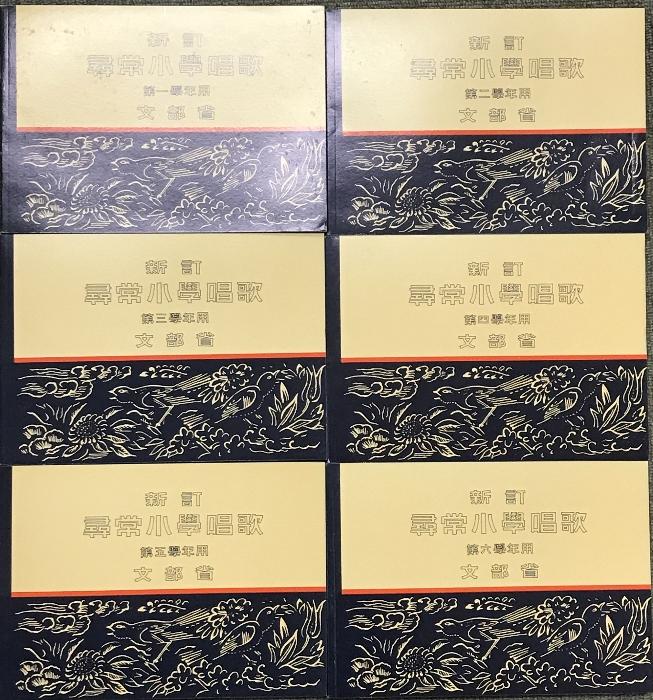 新訂
尋常小學唱歌
第一學年用
文部省
新訂
尋常小學唱歌
第二學年用
文部省
新訂
尋常小學唱歌
第三學年用
文部省
新訂
尋常小學唱歌
第四學年用
文部省
新訂
尋常小學唱歌
第五學年用
文部省
新訂
尋常小學唱歌
第六學年用
文部省